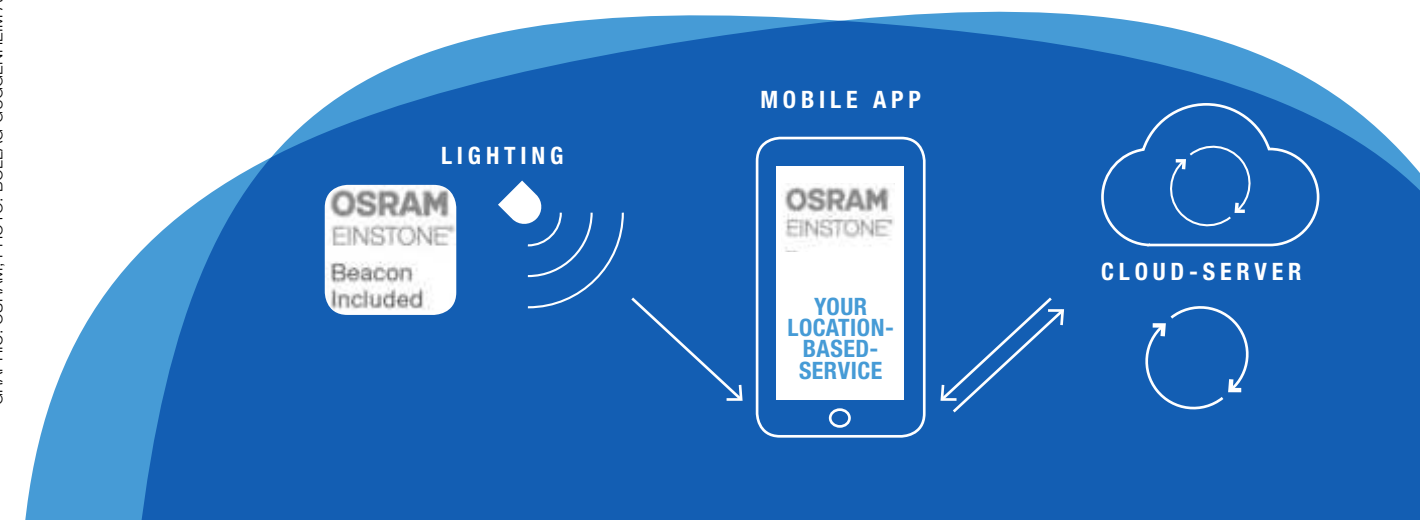 MOBILE APP
LIGHTING
OSRAM
EINSTONE®
Beacon
Included
OSRAM
EINSTONE®
YOUR
LOCATION-
BASED-
SERVICE
CLOUD-SERVER